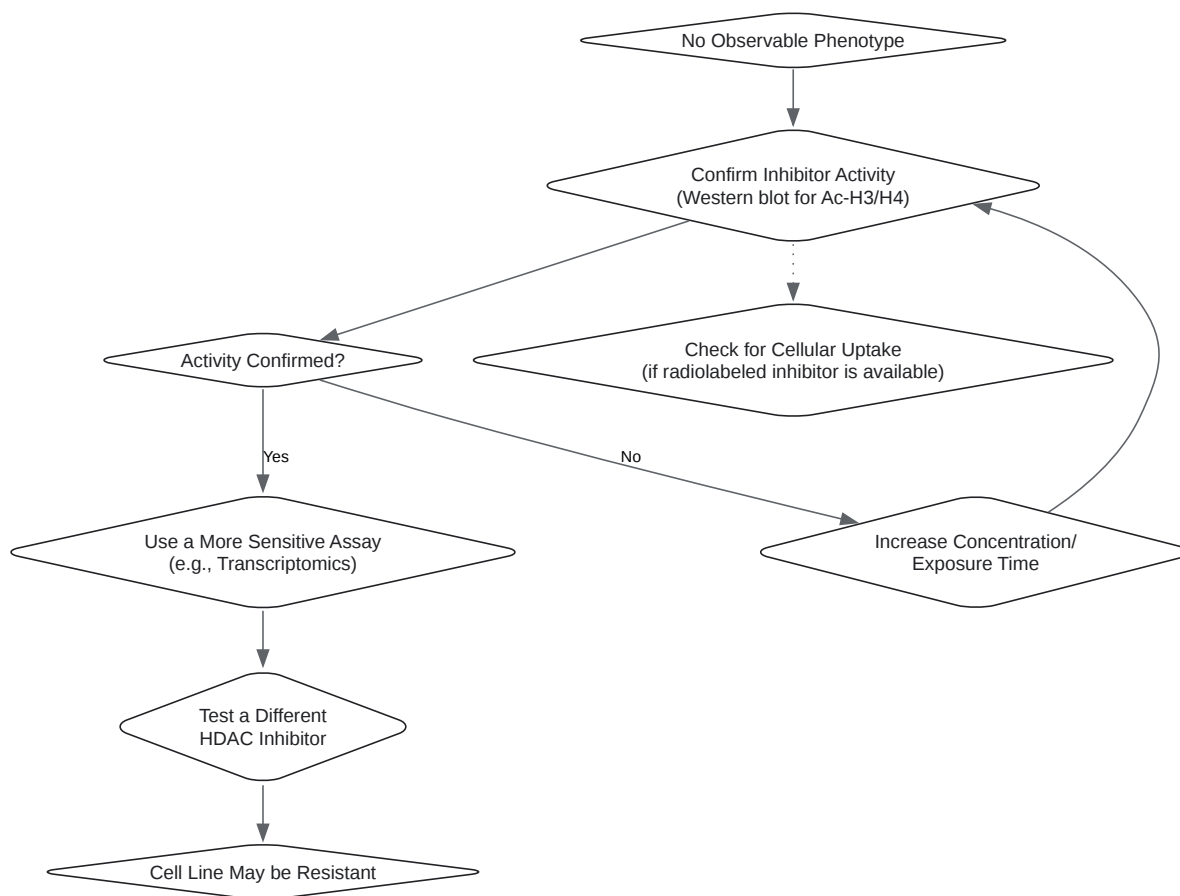 No Observable Phenotype
Confirm Inhibitor Activity
(Western blot for Ac-H3/H4)
Activity Confirmed?
Check for Cellular Uptake
(if radiolabeled inhibitor is available)
Yes
No
Use a More Sensitive Assay
(e.g., Transcriptomics)
Increase Concentration/
Exposure Time
Test a Different
HDAC Inhibitor
Cell Line May be Resistant